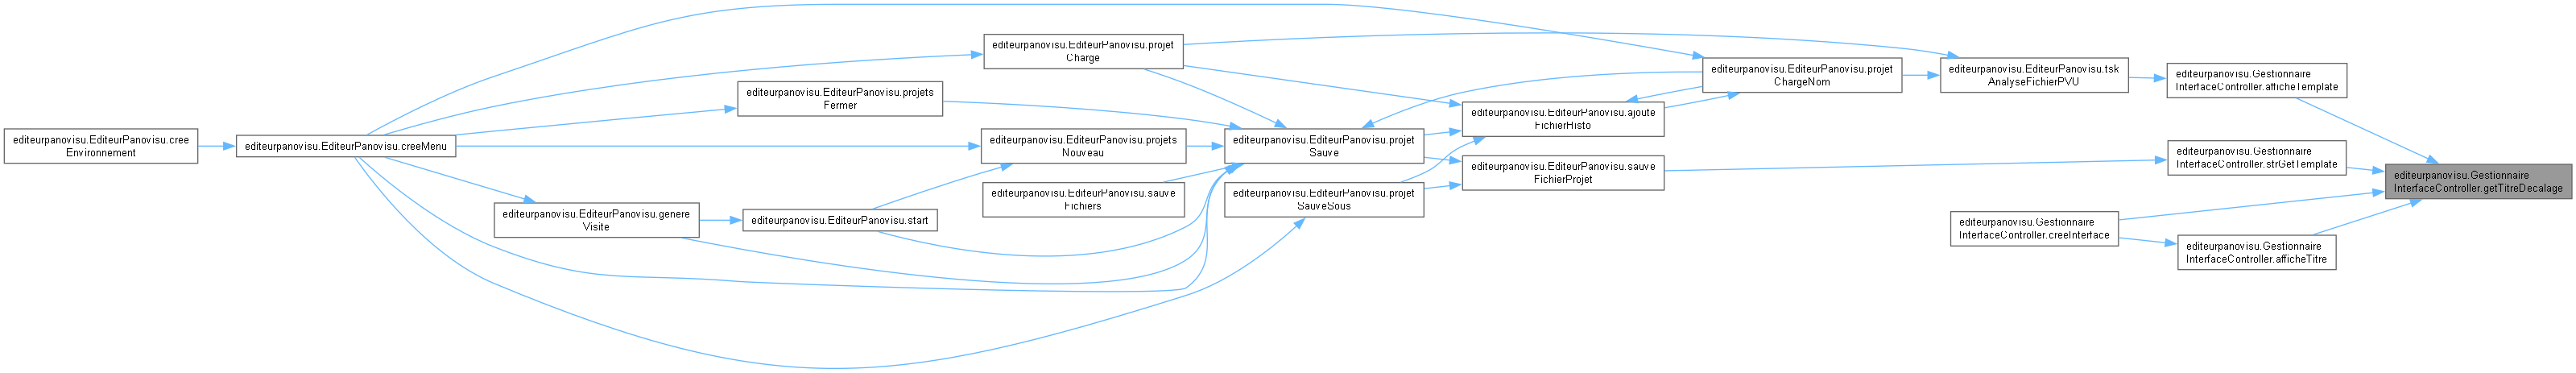 editeurpanovisu.EditeurPanovisu.cree
Environnement
editeurpanovisu.EditeurPanovisu.creeMenu
editeurpanovisu.EditeurPanovisu.genere
Visite
editeurpanovisu.EditeurPanovisu.projets
Fermer
editeurpanovisu.EditeurPanovisu.start
editeurpanovisu.EditeurPanovisu.projet
Charge
editeurpanovisu.EditeurPanovisu.projets
Nouveau
editeurpanovisu.EditeurPanovisu.sauve
Fichiers
editeurpanovisu.EditeurPanovisu.projet
Sauve
editeurpanovisu.EditeurPanovisu.projet
SauveSous
editeurpanovisu.EditeurPanovisu.ajoute
FichierHisto
editeurpanovisu.EditeurPanovisu.sauve
FichierProjet
editeurpanovisu.EditeurPanovisu.projet
ChargeNom
editeurpanovisu.EditeurPanovisu.tsk
AnalyseFichierPVU
editeurpanovisu.Gestionnaire
InterfaceController.creeInterface
editeurpanovisu.Gestionnaire
InterfaceController.afficheTemplate
editeurpanovisu.Gestionnaire
InterfaceController.strGetTemplate
editeurpanovisu.Gestionnaire
InterfaceController.afficheTitre
editeurpanovisu.Gestionnaire
InterfaceController.getTitreDecalage